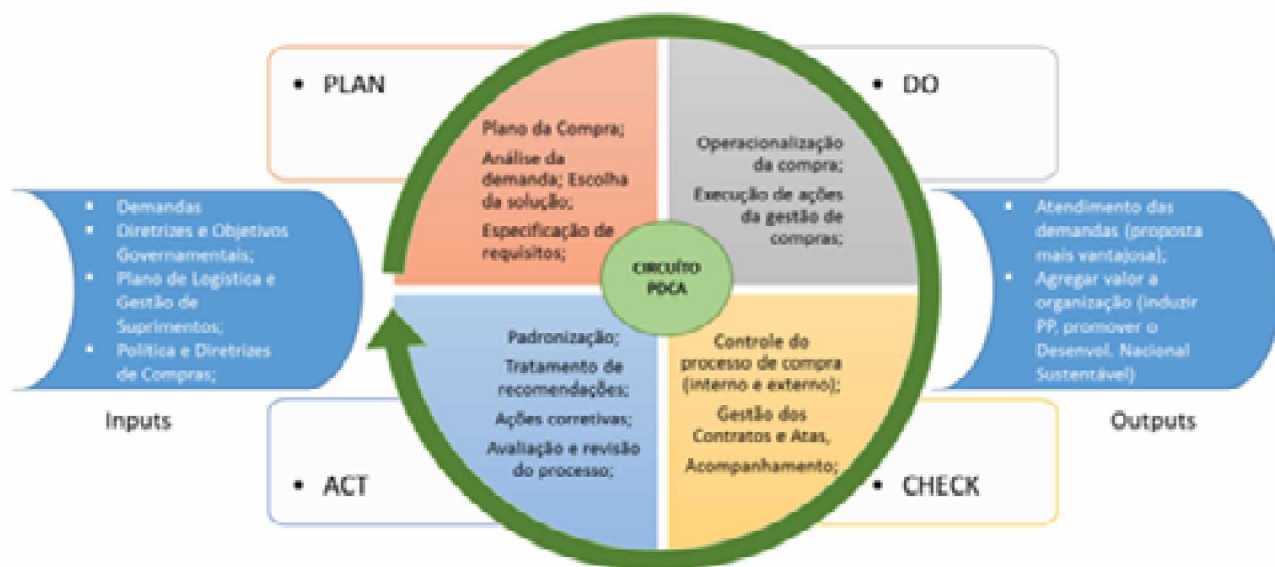 • PLAN
Plano da Compra;
Análise da
demanda; Escolha
da solução;
Especificação de
requisitos;
• DO
Operacionalização
da compra;
Execução de ações
da gestão de
compras;
▪ Demandas
▪ Diretrizes e Objetivos
Governamentais;
▪ Plano de Logística e
Gestão de
Suprimentos;
▪ Política e Diretrizes
de Compras;
Inputs
CIRCUÍTO
PDCA
▪ Atendimento das
demandas (proposta
mais vantajosa);
▪ Agregar valor a
organização (induzir
PP, promover o
Desenvol. Nacional
Sustentável)
Outputs
Padronização;
Tratamento de
recomendações;
Ações corretivas;
Avaliação e revisão
do processo;
• ACT
Controle do
processo de compra
(interno e externo);
Gestão dos
Contratos e Atas,
Acompanhamento;
• CHECK